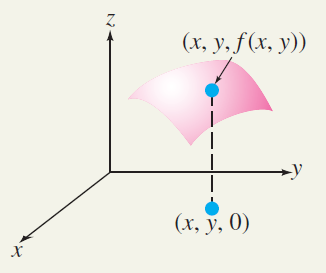 z
(x, y, f(x, y))
y
(x, y, 0)
x